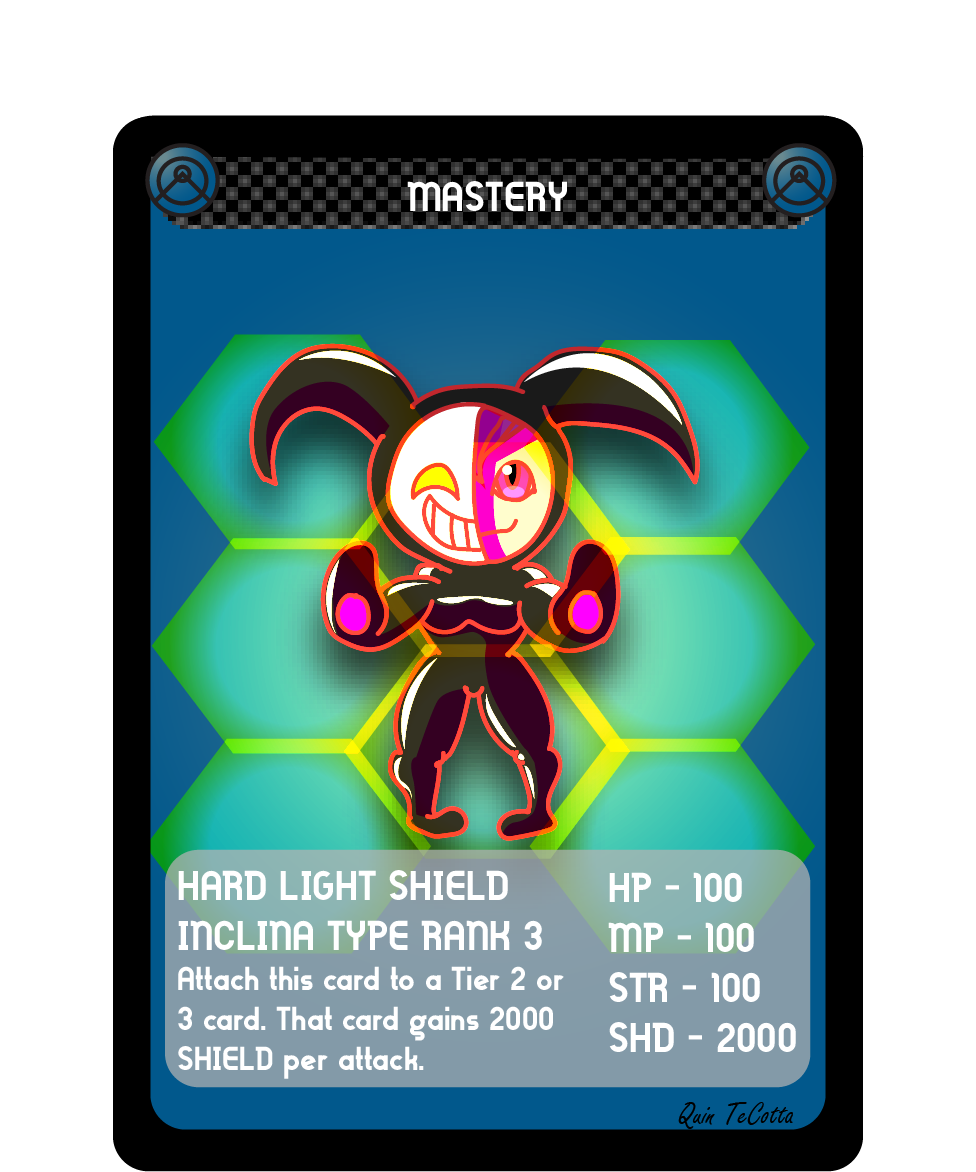 MASTERY
HARD LIGHT SHIELD
INCLINA TYPE RANK 3
Attach this card to a Tier 2 or
3 card. That card gains 2000
SHIELD per attack.
HP - 100
MP - 100
STR - 100
SHD - 2000
Quin TeCotta